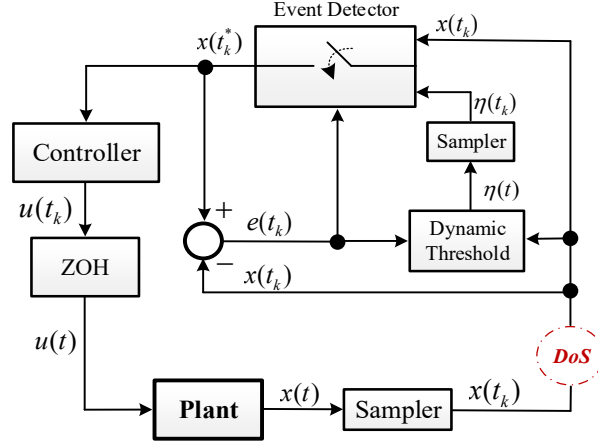 Event Detector
x(t_k^*)
x(t_k)
η(t_k)
Controller
Sampler
u(t_k)
+
e(t_k)
η(t)
Dynamic
Threshold
ZOH
−
x(t_k)
u(t)
DoS
Plant
x(t)
Sampler
x(t_k)